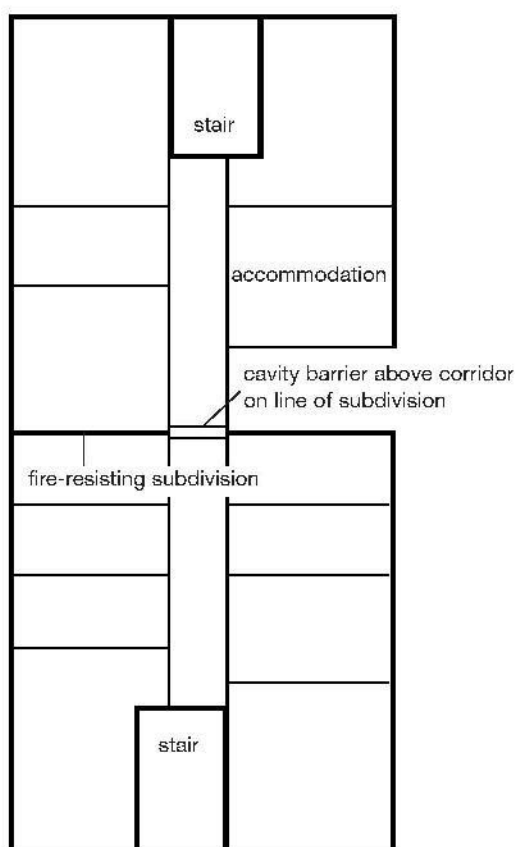 stair
accommodation
cavity barrier above corridor
on line of subdivision
fire-resisting subdivision
stair